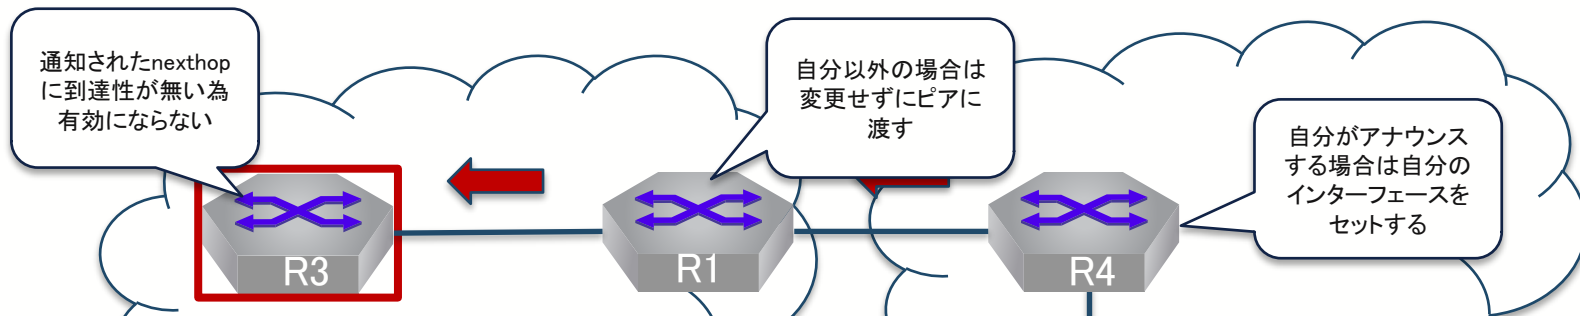 通知されたnexthop
に到達性が無い為
有効にならない
自分以外の場合は
変更せずにピアに
渡す
自分がアナウンス
する場合は自分の
インターフェースを
セットする
R3
R1
R4